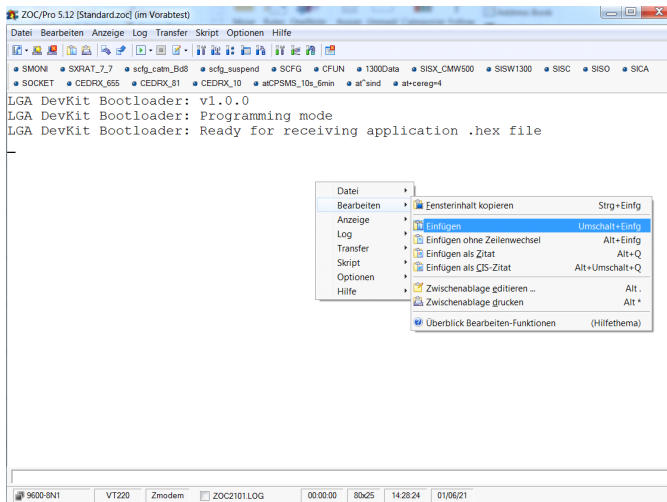 ZOC/Pro 5.12 [Standard.zoc] (im Vorabtest)
Datei Bearbeiten Anzeige Log Transfer Skript Optionen Hilfe
SMONI SXRAT_7_7 scfg_catm_Bd8 scfg_suspend SCFG CFUN 1300Data at^sind SISX_CMW500 SISW1300 SISC SISO SICA
SOCKET CEDRX_655 CEDRX_81 CEDRX_10 atCPSMS_10s_6min at^sind at+cereg=4
LGA DevKit Bootloader: v1.0.0
LGA DevKit Bootloader: Programming mode
LGA DevKit Bootloader: Ready for receiving application .hex file
Datei
Bearbeiten
Anzeige
Log
Transfer
Skript
Optionen
Hilfe
Fensterinhalt kopieren Strg+Einfg
Einfügen Umschalt+Einfg
Einfügen ohne Zeilenwechsel Alt+Einfg
Einfügen als Zitat Alt+Q
Einfügen als CIS-Zitat Alt+Umschalt+Q
Zwischenablage editieren ... Alt .
Zwischenablage drucken Alt *
Überblick Bearbeiten-Funktionen (Hilfethema)
9600-8N1 VT220 Zmodem ZOC2101.LOG 00:00:00 80x25 14:28:24 01/06/21